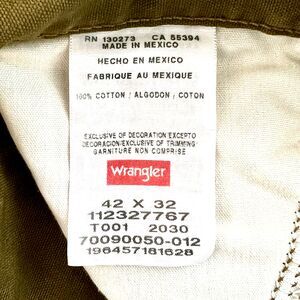 RN 130273 CA 55394
MADE IN MEXICO
HECHO EN MEXICO
FABRIQUE AU MEXIQUE
100% COTTON / ALGODON / COTON
EXCLUSIVE OF DECORATION/EXCEPTO
DECORACION/EXCLUSIVE OF TRIMMING/
GARNITURE NON COMPRISE
Wrangler
42 X 32
112327767
T001 2030
70090050-012
196457181628